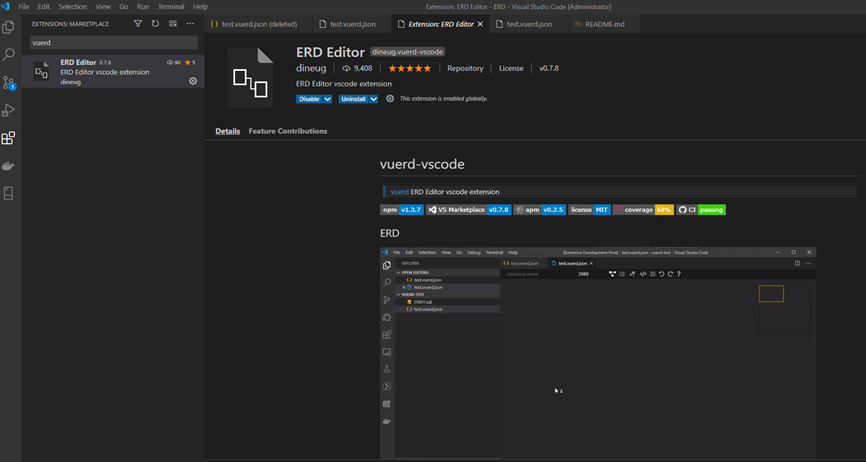 File Edit Selection View Go Run Terminal Help
Extension: ERD Editor - ERD - Visual Studio Code [Administrator]
EXTENSIONS: MARKETPLACE
vuerd
ERD Editor 0.7.8 9K 5
ERD Editor vscode extension
dineug
1
test.vuerd.json (deleted)
test.vuerd.json
Extension: ERD Editor
test.vuerd.json
README.md
ERD Editor dineug.vuerd-vscode
dineug 9,408 Repository License v0.7.8
ERD Editor vscode extension
Disable Uninstall This extension is enabled globally.
Details Feature Contributions
vuerd-vscode
vuerd ERD Editor vscode extension
npm v1.3.7 VS Marketplace v0.7.8 apm v0.2.5 license MIT coverage 60% CI passing
ERD
File Edit Selection View Go Debug Terminal Help
[Extension Development Host] - test.vuerd.json - vuerd-test - Visual Studio Code
EXPLORER
OPEN EDITORS
test.vuerd.json
test.vuerd.json
VUERD-TEST
test.vuerd.json
test.vuerd.json
test.vuerd.json
Database name
2000